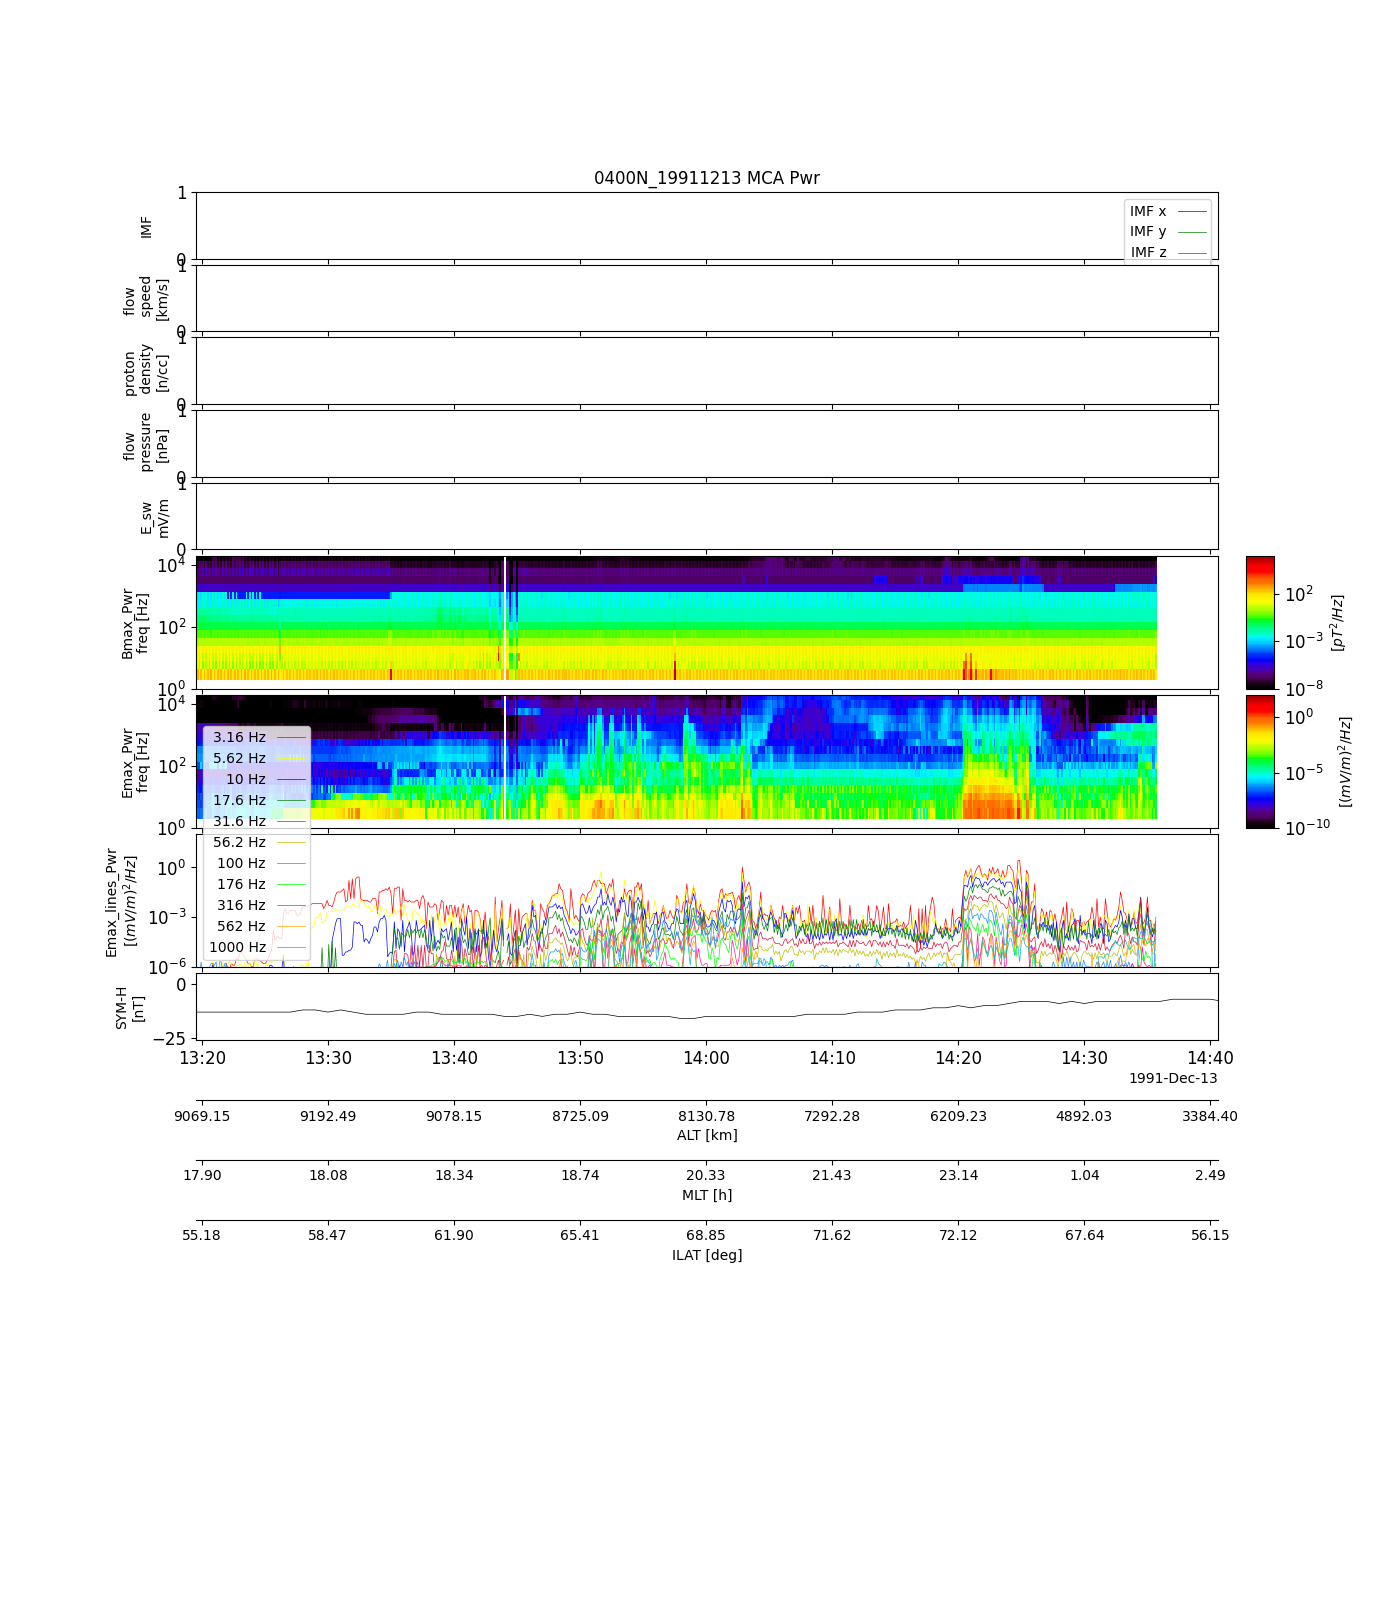 0400N_19911213 MCA Pwr
1
IMF
0
IMF x
IMF y
IMF z
1
flow
speed
[km/s]
0
1
proton
density
[n/cc]
0
1
flow
pressure
[nPa]
0
1
E_sw
mV/m
0
10^4
10^2
10^0
Bmax_Pwr
freq [Hz]
10^2
10^-3
10^-8
[pT^2/Hz]
10^4
10^2
10^0
Emax_Pwr
freq [Hz]
10^0
10^-5
10^-10
[(mV/m)^2/Hz]
3.16 Hz
5.62 Hz
10 Hz
17.6 Hz
31.6 Hz
56.2 Hz
100 Hz
176 Hz
316 Hz
562 Hz
1000 Hz
10^0
10^-3
10^-6
Emax_lines_Pwr
[(mV/m)^2/Hz]
0
−25
SYM-H
[nT]
13:20 13:30 13:40 13:50 14:00 14:10 14:20 14:30 14:40
1991-Dec-13
9069.15 9192.49 9078.15 8725.09 8130.78 7292.28 6209.23 4892.03 3384.40
ALT [km]
17.90 18.08 18.34 18.74 20.33 21.43 23.14 1.04 2.49
MLT [h]
55.18 58.47 61.90 65.41 68.85 71.62 72.12 67.64 56.15
ILAT [deg]